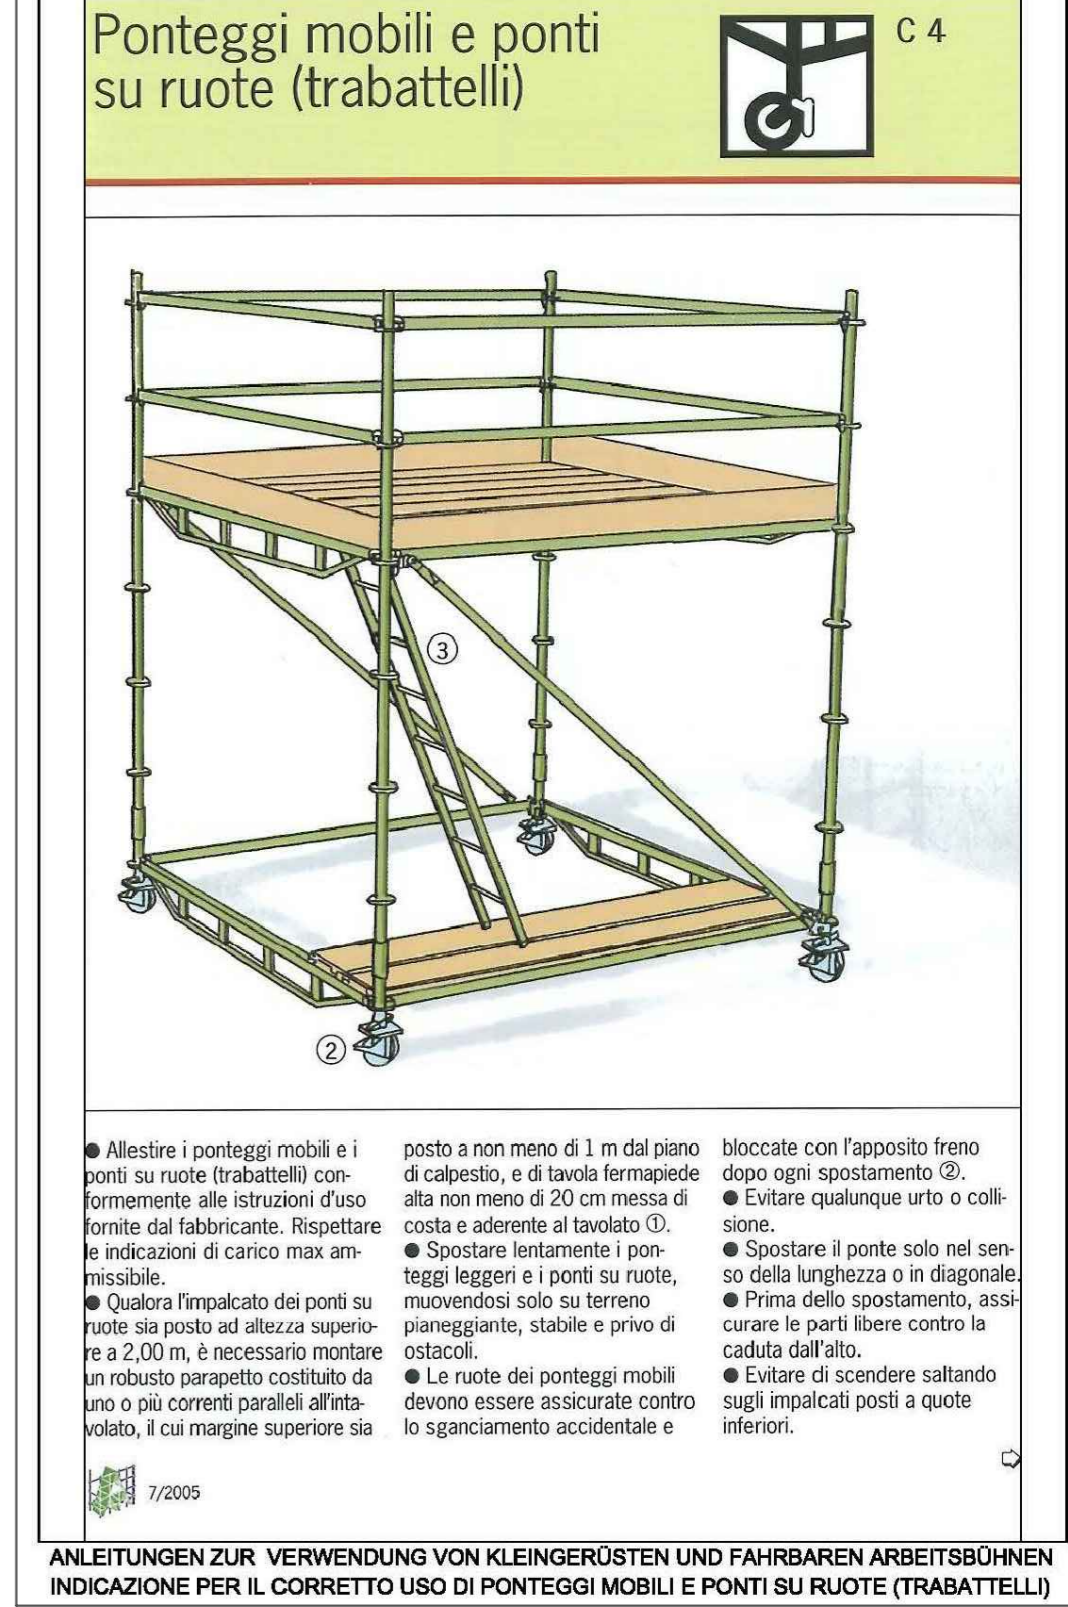 Ponteggi mobili e ponti
su ruote (trabattelli)
C 4
③
②
● Allestire i ponteggi mobili e i
ponti su ruote (trabattelli) con-
formemente alle istruzioni d'uso
fornite dal fabbricante. Rispettare
le indicazioni di carico max am-
missibile.
● Qualora l'impalcato dei ponti su
ruote sia posto ad altezza superio-
re a 2,00 m, è necessario montare
un robusto parapetto costituito da
uno o più correnti paralleli all'inta-
volato, il cui margine superiore sia
posto a non meno di 1 m dal piano
di calpestio, e di tavola fermapiede
alta non meno di 20 cm messa di
costa e aderente al tavolato ①.
● Spostare lentamente i pon-
teggi leggeri e i ponti su ruote,
muovendosi solo su terreno
pianeggiante, stabile e privo di
ostacoli.
● Le ruote dei ponteggi mobili
devono essere assicurate contro
lo sganciamento accidentale e
bloccate con l'apposito freno
dopo ogni spostamento ②.
● Evitare qualunque urto o colli-
sione.
● Spostare il ponte solo nel sen-
so della lunghezza o in diagonale.
● Prima dello spostamento, assi-
curare le parti libere contro la
caduta dall'alto.
● Evitare di scendere saltando
sugli impalcati posti a quote
inferiori.
7/2005
ANLEITUNGEN ZUR VERWENDUNG VON KLEINGERÜSTEN UND FAHRBAREN ARBEITSBÜHNEN
INDICAZIONE PER IL CORRETTO USO DI PONTEGGI MOBILI E PONTI SU RUOTE (TRABATTELLI)